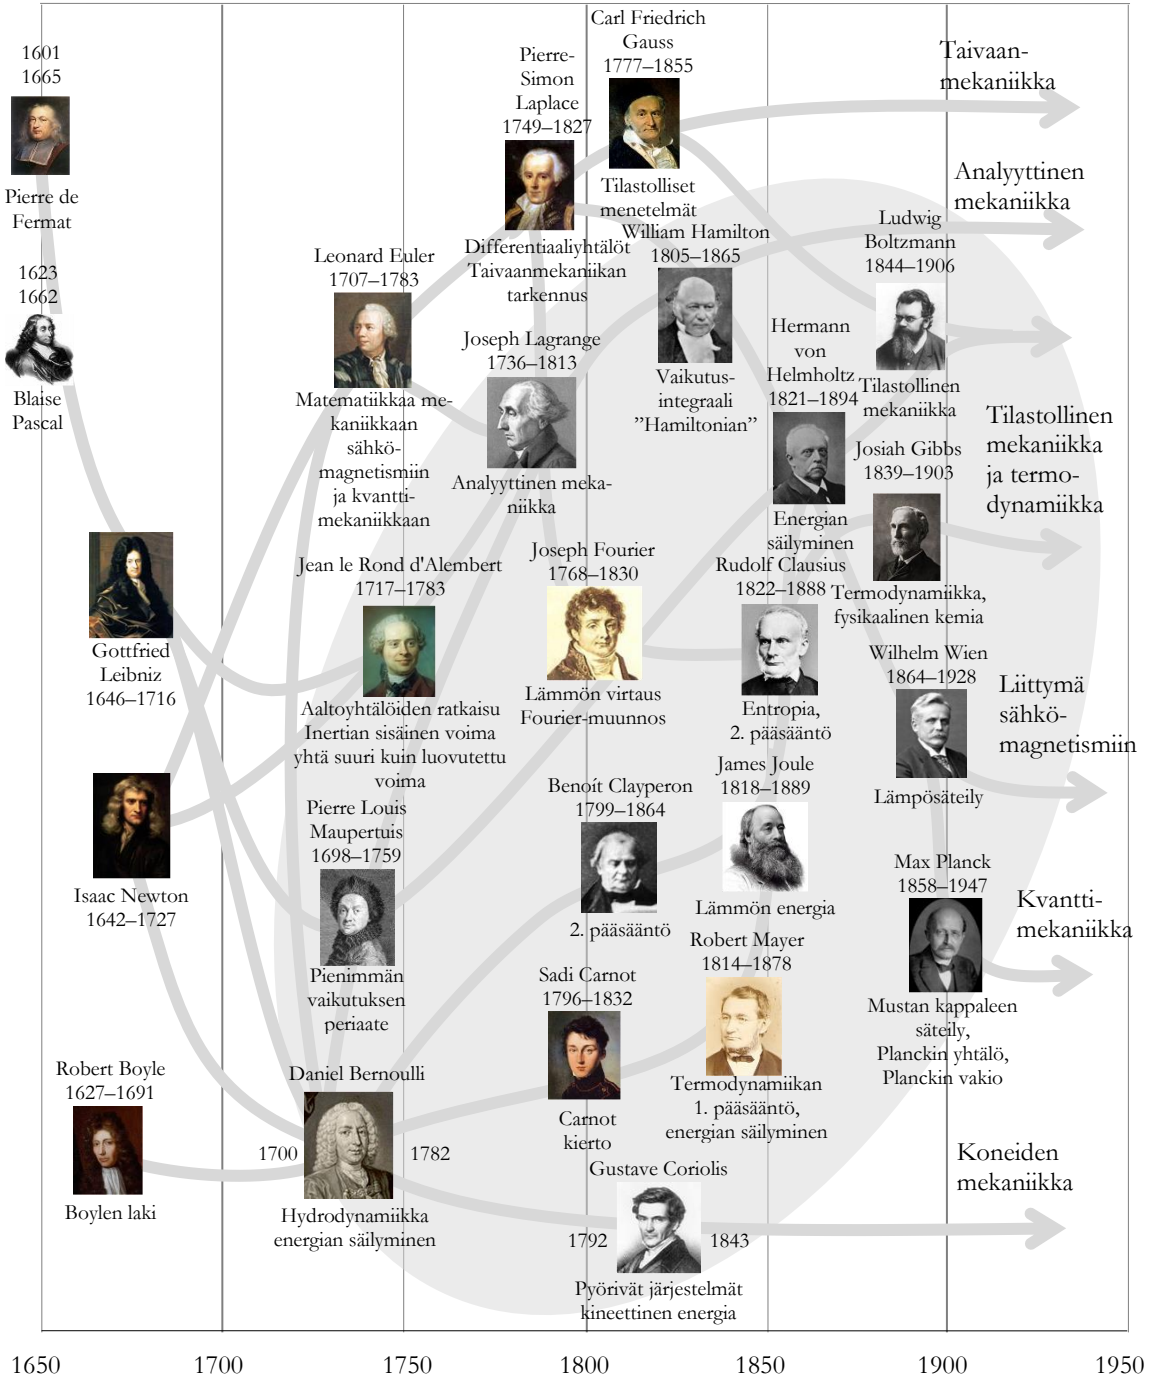 1601
1665
Pierre de
Fermat
1623
1662
Blaise
Pascal
Gottfried
Leibniz
1646–1716
Isaac Newton
1642–1727
Robert Boyle
1627–1691
Boylen laki
Leonard Euler
1707–1783
Matematiikkaa me-
kaniikkaan
sähkö-
magnetismiin
ja kvantti-
mekaniikkaan
Jean le Rond d'Alembert
1717–1783
Aaltoyhtälöiden ratkaisu
Inertian sisäinen voima
yhtä suuri kuin luovutettu
voima
Pierre Louis
Maupertuis
1698–1759
Pienimmän
vaikutuksen
periaate
Daniel Bernoulli
1700
1782
Hydrodynamiikka
energian säilyminen
Pierre-
Simon
Laplace
1749–1827
Differentiaaliyhtälöt
Taivaanmekaniikan
tarkennus
Joseph Lagrange
1736–1813
Analyyttinen meka-
niikka
Joseph Fourier
1768–1830
Lämmön virtaus
Fourier-muunnos
Benoít Clayperon
1799–1864
2. pääsääntö
Sadi Carnot
1796–1832
Carnot
kierto
Gustave Coriolis
1792
1843
Pyörivät järjestelmät
kineettinen energia
Carl Friedrich
Gauss
1777–1855
Tilastolliset
menetelmät
William Hamilton
1805–1865
Vaikutus-
integraali
”Hamiltonian”
Hermann
von
Helmholtz
1821–1894
Energian
säilyminen
Rudolf Clausius
1822–1888
Entropia,
2. pääsääntö
James Joule
1818–1889
Lämmön energia
Robert Mayer
1814–1878
Termodynamiikan
1. pääsääntö,
energian säilyminen
Ludwig
Boltzmann
1844–1906
Tilastollinen
mekaniikka
Josiah Gibbs
1839–1903
Termodynamiikka,
fysikaalinen kemia
Wilhelm Wien
1864–1928
Lämpösäteily
Max Planck
1858–1947
Mustan kappaleen
säteily,
Planckin yhtälö,
Planckin vakio
Taivaan-
mekaniikka
Analyyttinen
mekaniikka
Tilastollinen
mekaniikka
ja termo-
dynamiikka
Liittymä
sähkö-
magnetismiin
Kvantti-
mekaniikka
Koneiden
mekaniikka
1650
1700
1750
1800
1850
1900
1950